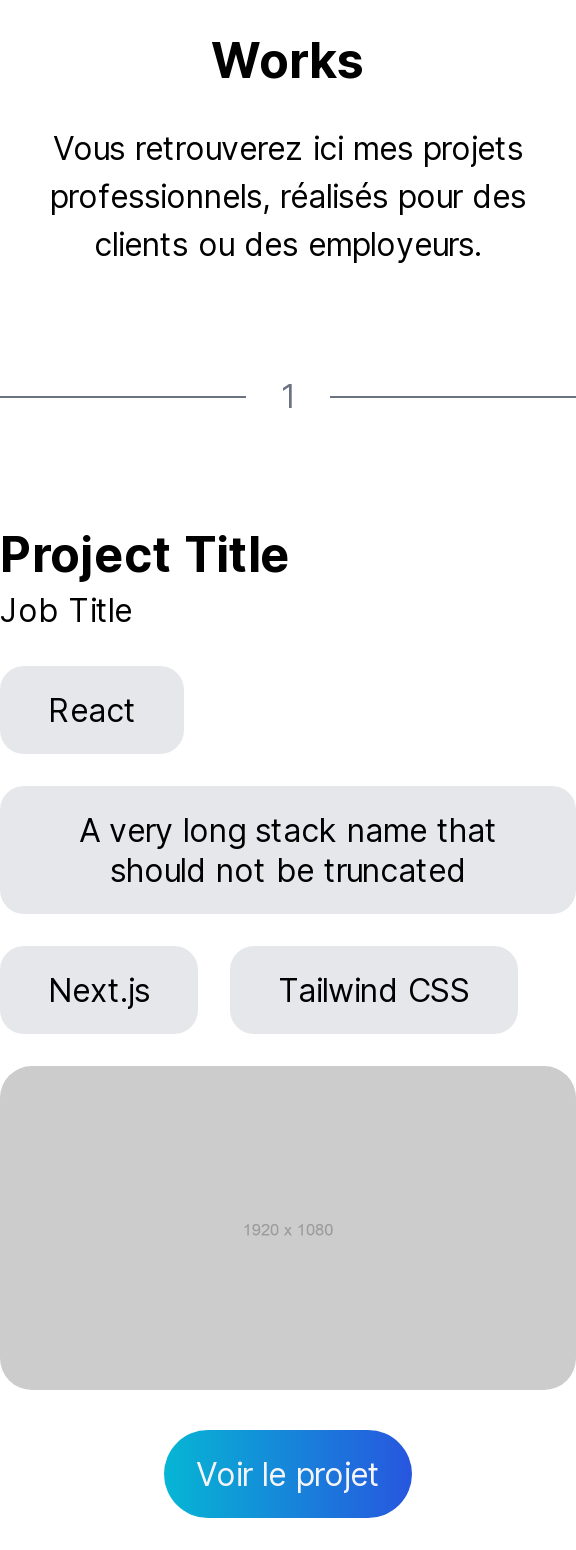 Works
Vous retrouverez ici mes projets
professionnels, réalisés pour des
clients ou des employeurs.
1
Project Title
Job Title
React
A very long stack name that
should not be truncated
Next.js
Tailwind CSS
1920 x 1080
Voir le projet